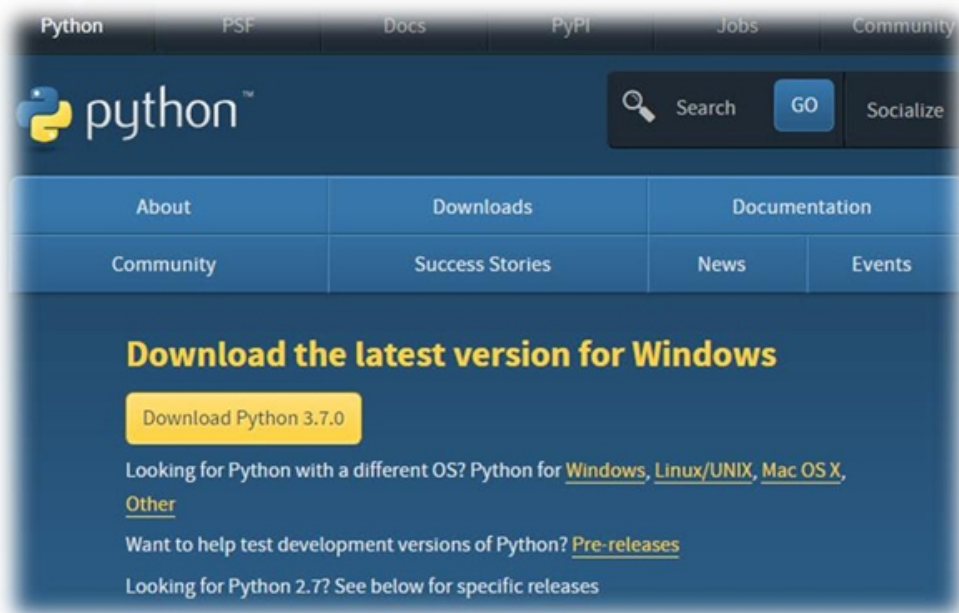 Python PSF Docs PyPI Jobs Community
python™ Search GO Socialize
About Downloads Documentation
Community Success Stories News Events
Download the latest version for Windows
Download Python 3.7.0
Looking for Python with a different OS? Python for Windows, Linux/UNIX, Mac OS X,
Other
Want to help test development versions of Python? Pre-releases
Looking for Python 2.7? See below for specific releases